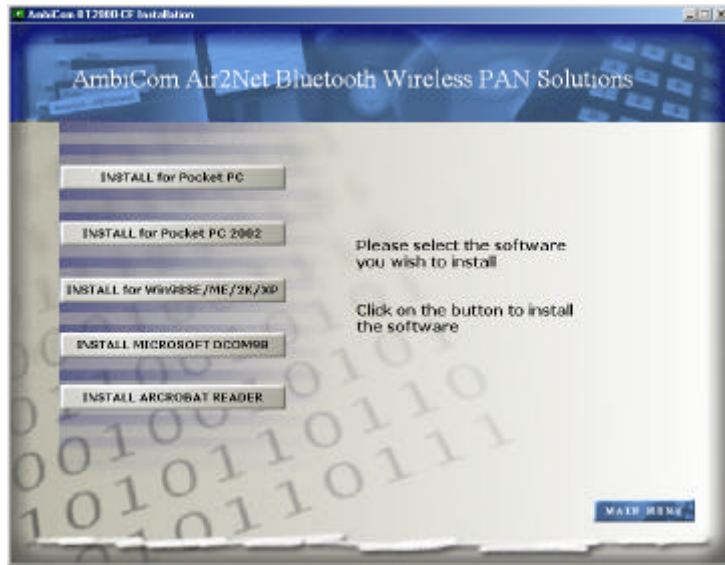 AmbiCom BT2000-CF Installation
AmbiCom Air2Net Bluetooth Wireless PAN Solutions
INSTALL for Pocket PC
INSTALL for Pocket PC 2002
INSTALL for Win98SE/ME/2K/XP
INSTALL MICROSOFT DCOM98
INSTALL ARCROBAT READER
Please select the software
you wish to install
Click on the button to install
the software
MAIN MENU